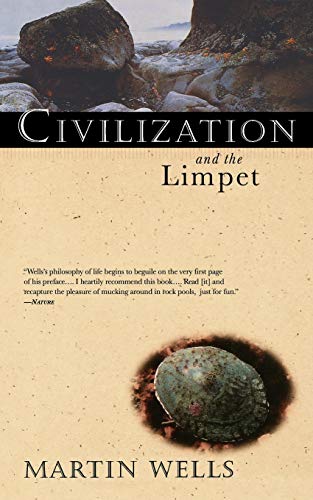 CIVILIZATION
and the
Limpet
"Wells's philosophy of life begins to beguile on the very first page
of his preface.... I heartily recommend this book.... Read [it] and
recapture the pleasure of mucking around in rock pools, just for fun."
—NATURE
MARTIN WELLS